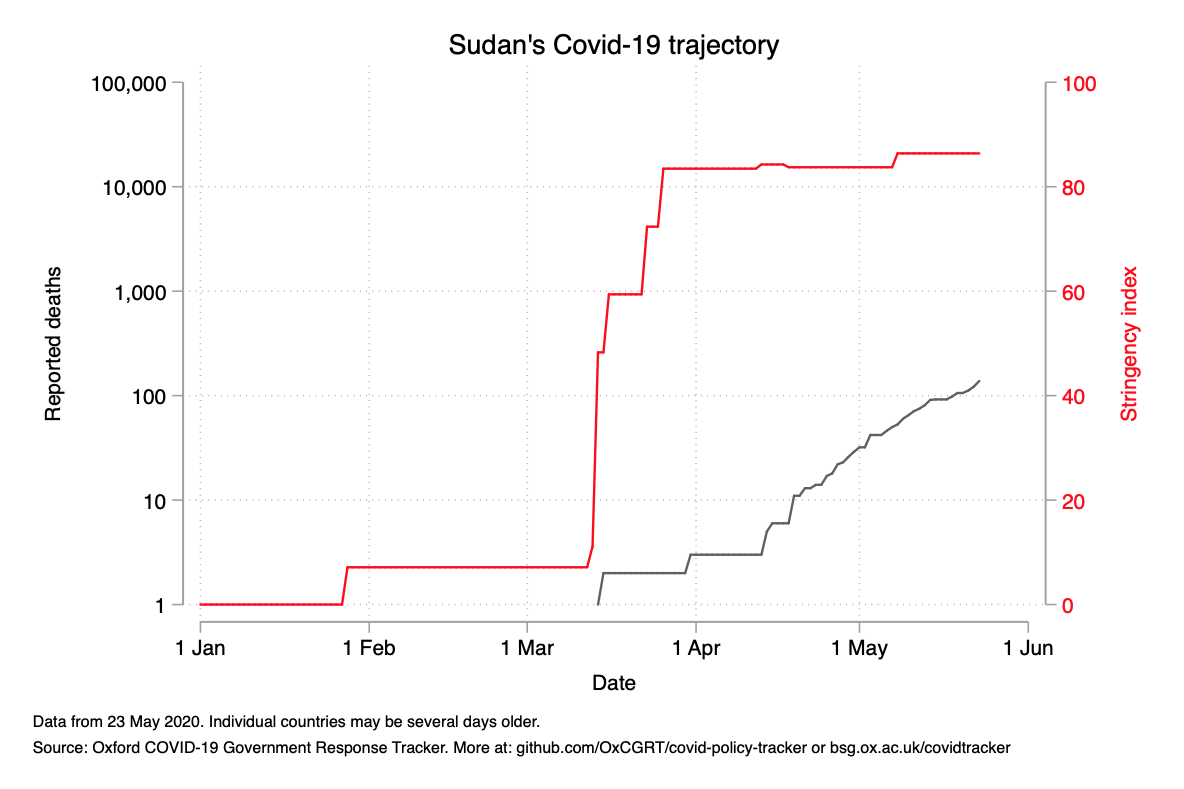 Sudan's Covid-19 trajectory
100,000
10,000
1,000
100
10
1
Reported deaths
100
80
60
40
20
0
Stringency index
1 Jan 1 Feb 1 Mar 1 Apr 1 May 1 Jun
Date
Data from 23 May 2020. Individual countries may be several days older.
Source: Oxford COVID-19 Government Response Tracker. More at: github.com/OxCGRT/covid-policy-tracker or bsg.ox.ac.uk/covidtracker